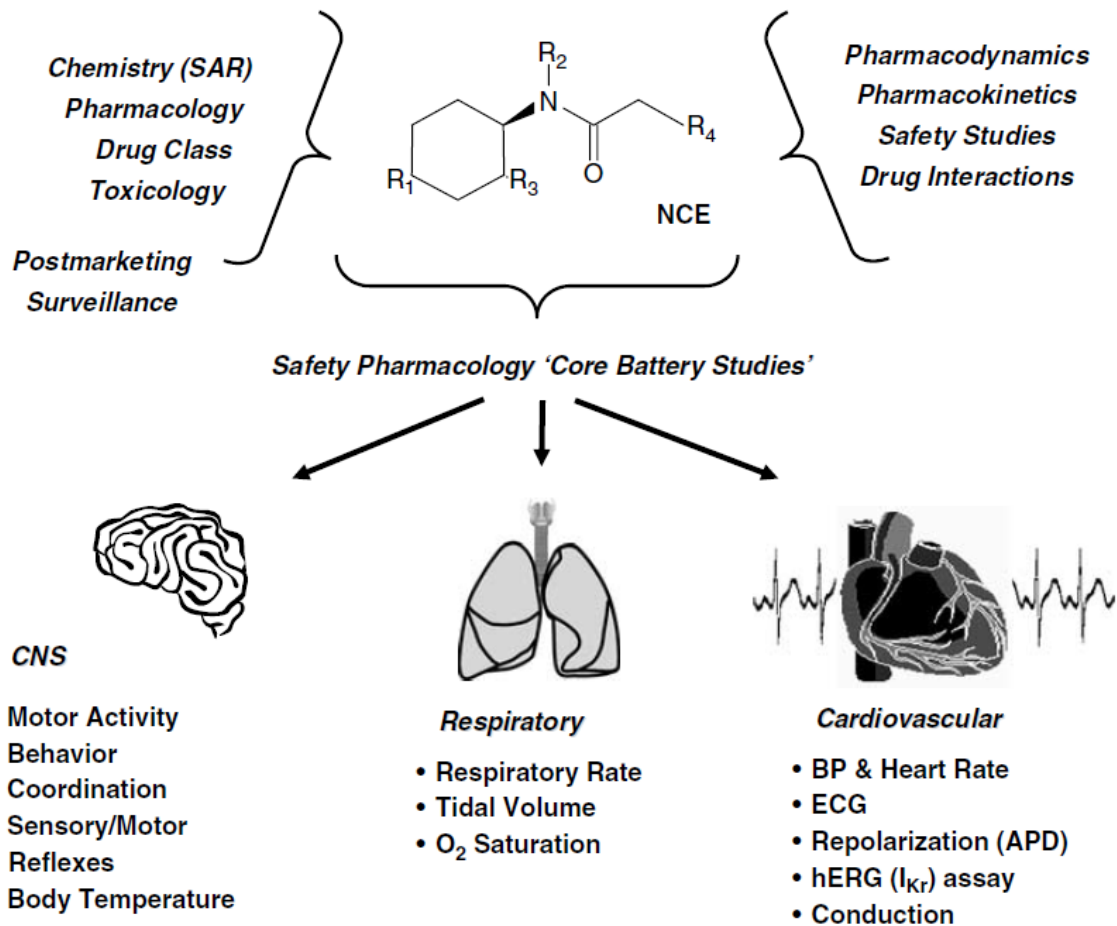 Chemistry (SAR)
Pharmacology
Drug Class
Toxicology
Postmarketing
Surveillance
R2
N
R4
O
R1
R3
NCE
Pharmacodynamics
Pharmacokinetics
Safety Studies
Drug Interactions
Safety Pharmacology ‘Core Battery Studies’
CNS
Motor Activity
Behavior
Coordination
Sensory/Motor
Reflexes
Body Temperature
Respiratory
• Respiratory Rate
• Tidal Volume
• O2 Saturation
Cardiovascular
• BP & Heart Rate
• ECG
• Repolarization (APD)
• hERG (IKr) assay
• Conduction